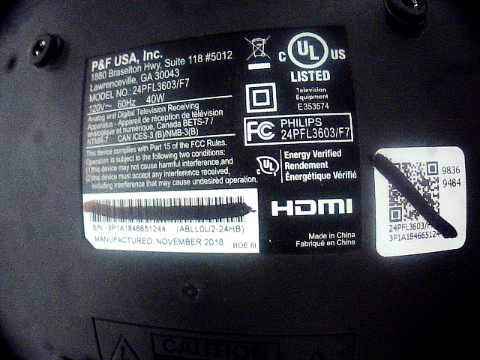 P&F USA, Inc.
1880 Braselton Hwy, Suite 118 #5012
Lawrenceville, GA 30043
MODEL NO.: 24PFL3603/F7
120V~ 60Hz 40W
Analog and Digital Television Receiving
Apparatus - Appareil de réception de télévision
analogique et numérique, Canada BETS-7 /
NTMR-7 CAN ICES-3 (B)/NMB-3(B)
This device complies with Part 15 of the FCC Rules.
Operation is subject to the following two conditions:
(1)This device may not cause harmful interference,and
(2)This device must accept any interference received,
including interference that may cause undesired operation.
S/N 3P1A1846651244 (ABLL0U2-24HB)
MANUFACTURED NOVEMBER 2018 BOE III
C UL US
LISTED
Television
Equipment
E353574
FC PHILIPS
24PFL3603/F7
UL
Energy Verified
Rendement
Énergétique Vérifié
HDMI
Made in China
Fabriqué en China
9836
9484
24PFL3603/F
3P1A1846651244
CAUTION